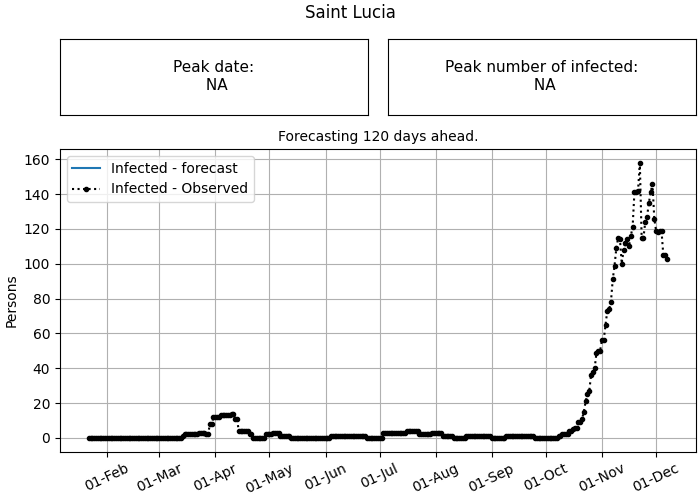 Saint Lucia
Peak date:
NA
Peak number of infected:
NA
Forecasting 120 days ahead.
Infected - forecast
Infected - Observed
Persons
160
140
120
100
80
60
40
20
0
01-Feb
01-Mar
01-Apr
01-May
01-Jun
01-Jul
01-Aug
01-Sep
01-Oct
01-Nov
01-Dec